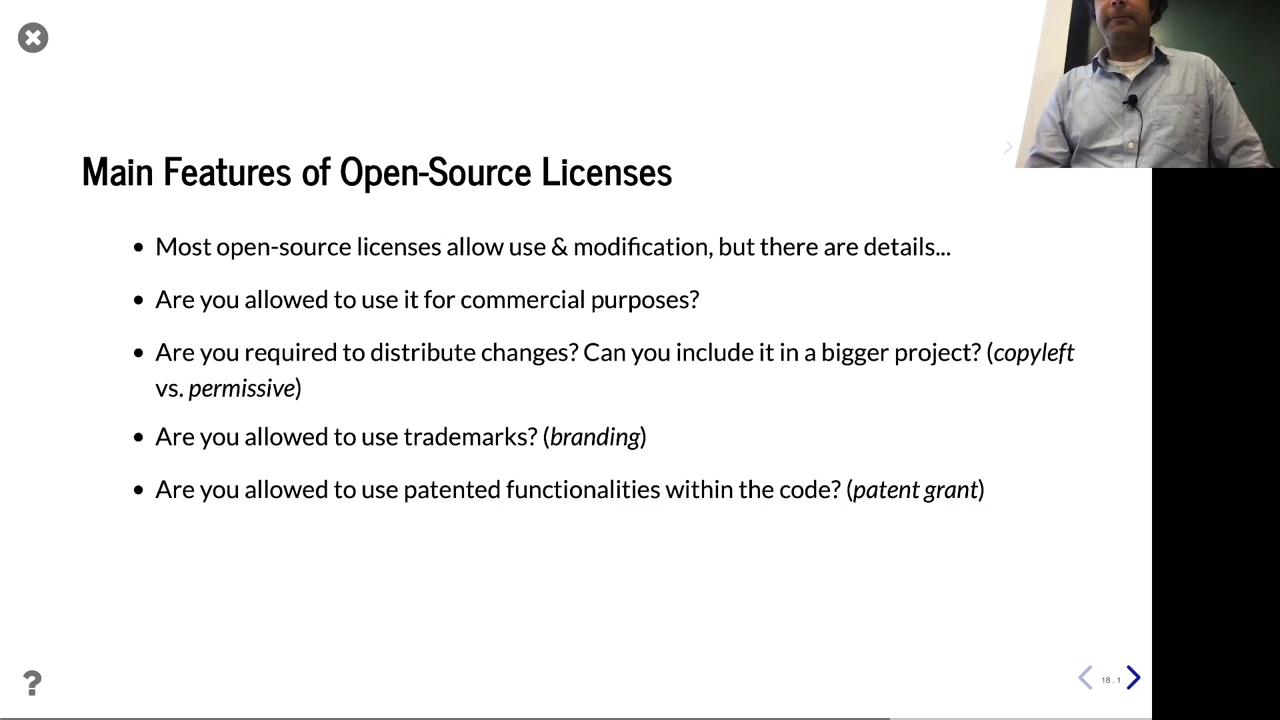 Main Features of Open-Source Licenses
• Most open-source licenses allow use & modification, but there are details...
• Are you allowed to use it for commercial purposes?
• Are you required to distribute changes? Can you include it in a bigger project? (copyleft
vs. permissive)
• Are you allowed to use trademarks? (branding)
• Are you allowed to use patented functionalities within the code? (patent grant)
?
18 . 1